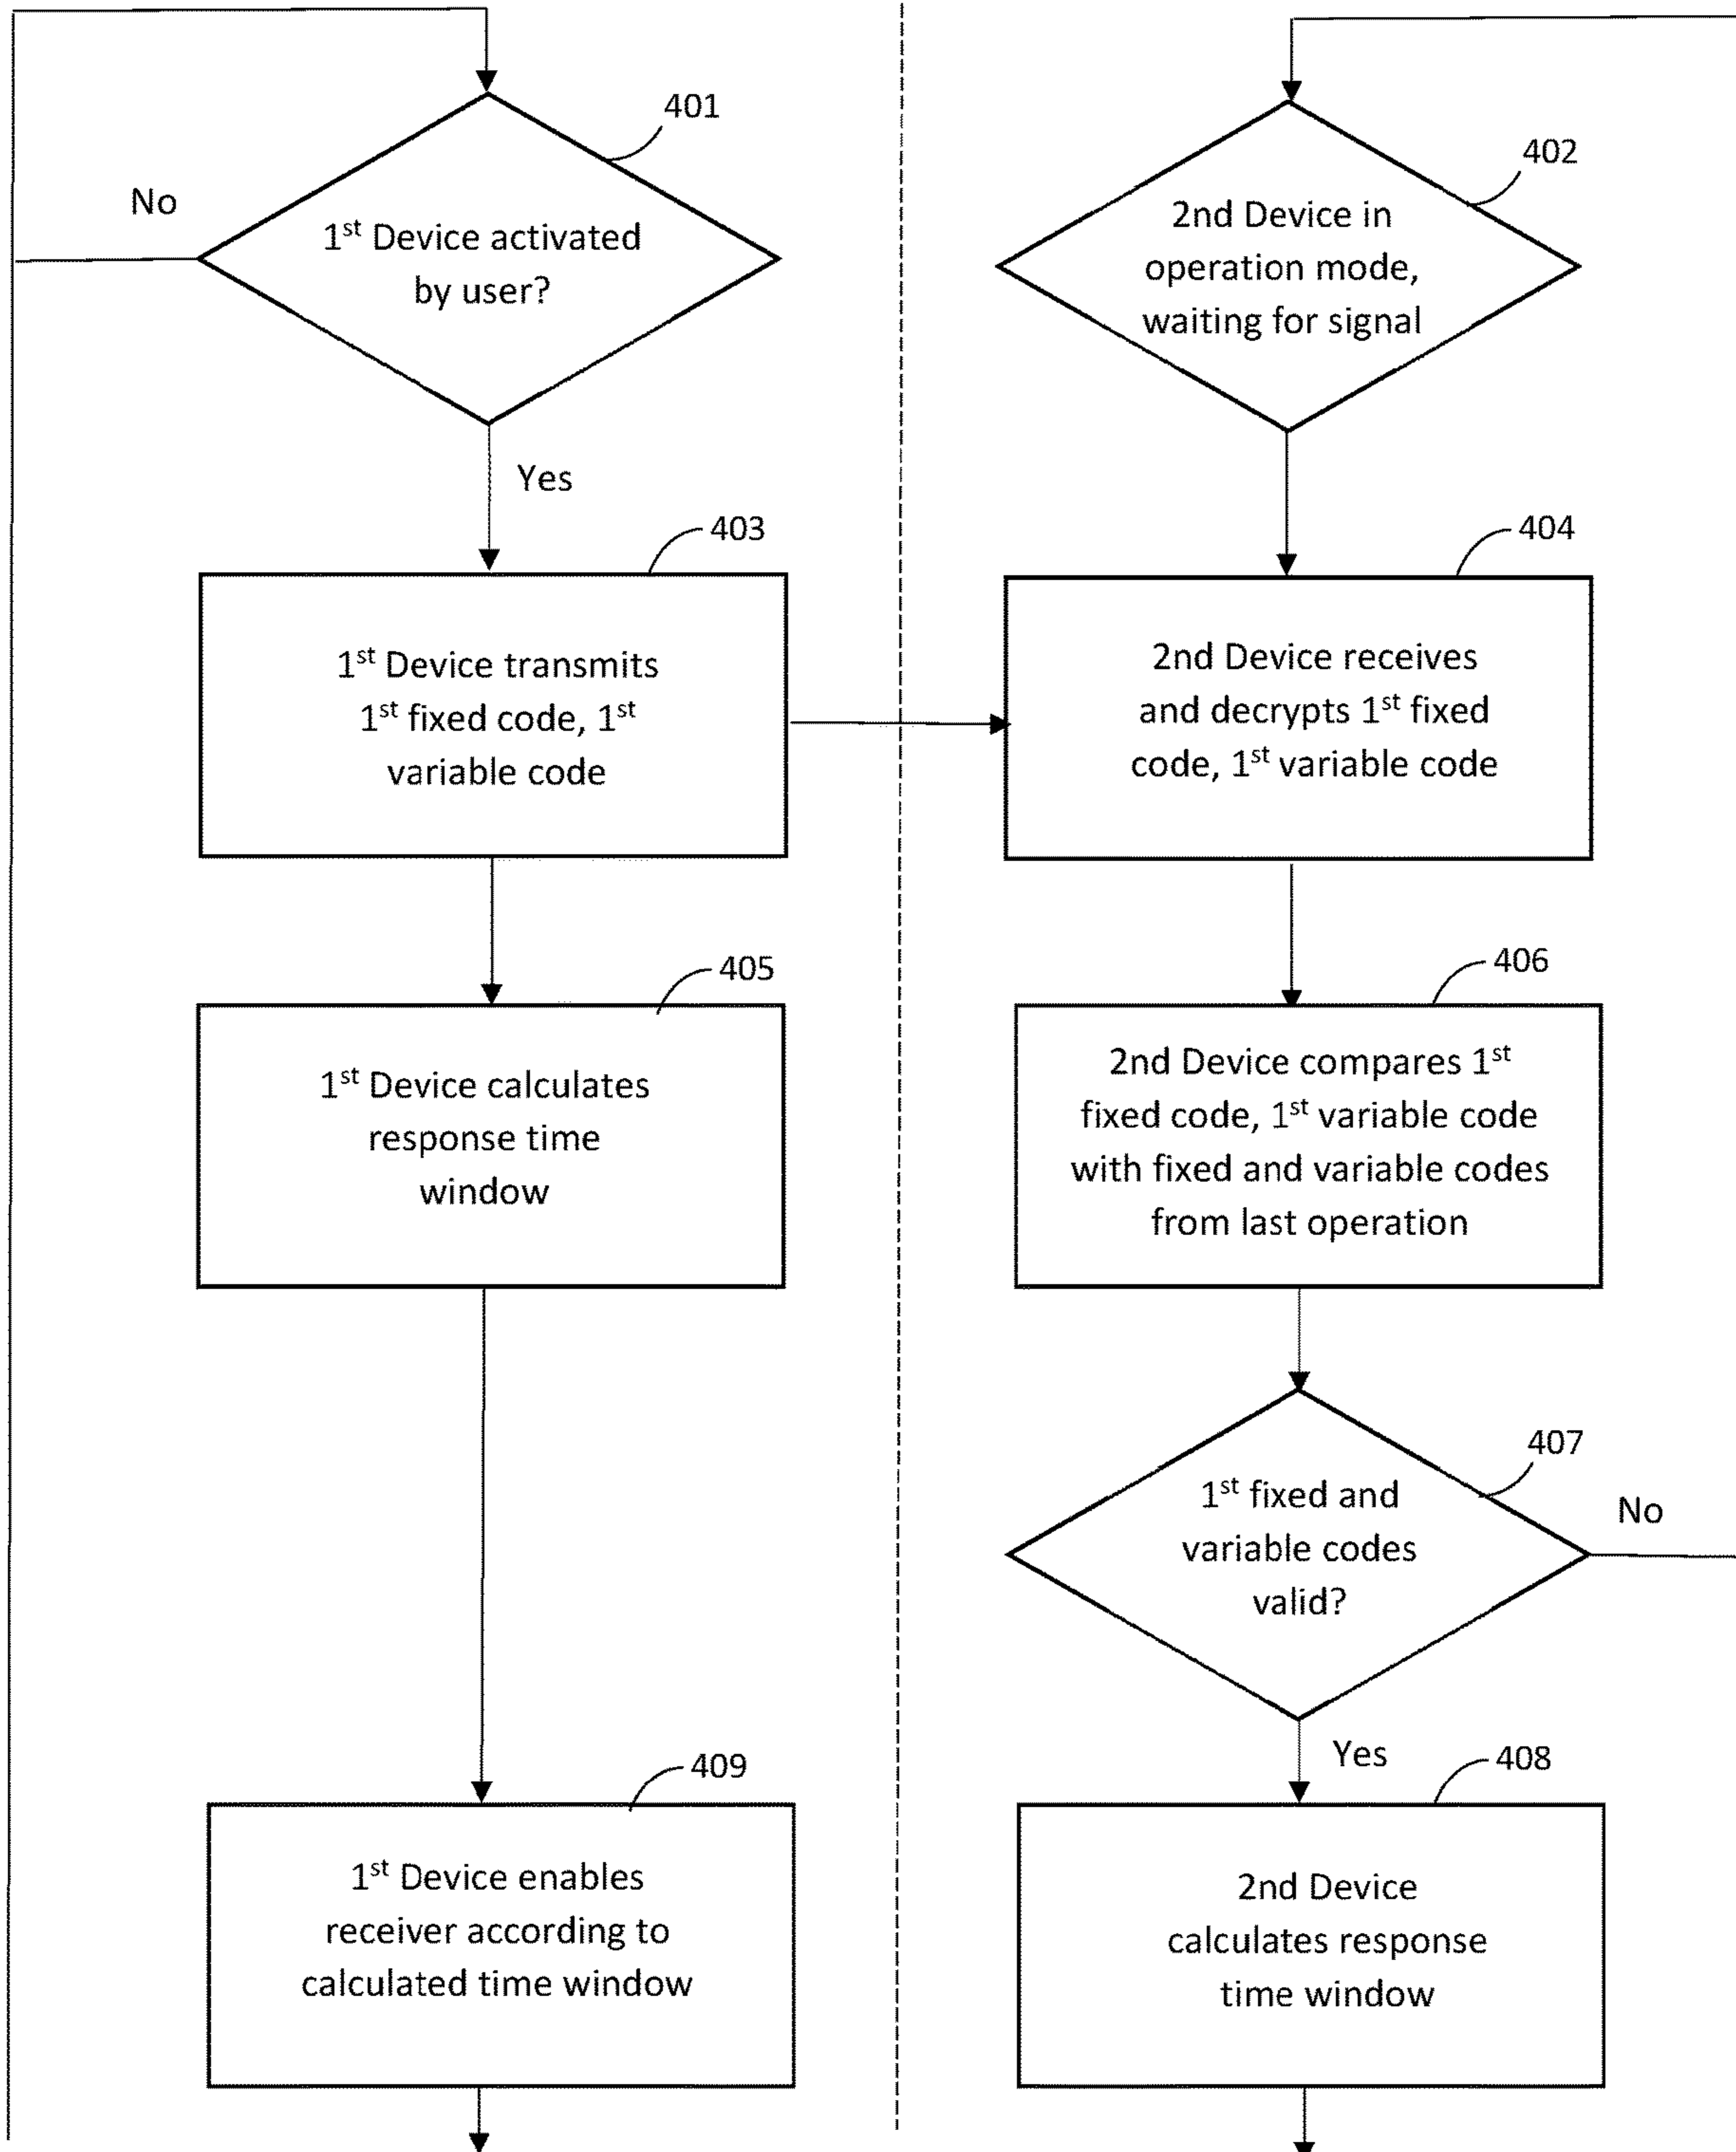 401
No
1st Device activated
by user?
Yes
402
2nd Device in
operation mode,
waiting for signal
403
1st Device transmits
1st fixed code, 1st
variable code
404
2nd Device receives
and decrypts 1st fixed
code, 1st variable code
405
1st Device calculates
response time
window
406
2nd Device compares 1st
fixed code, 1st variable code
with fixed and variable codes
from last operation
407
1st fixed and
variable codes
valid?
No
Yes
409
1st Device enables
receiver according to
calculated time window
408
2nd Device
calculates response
time window